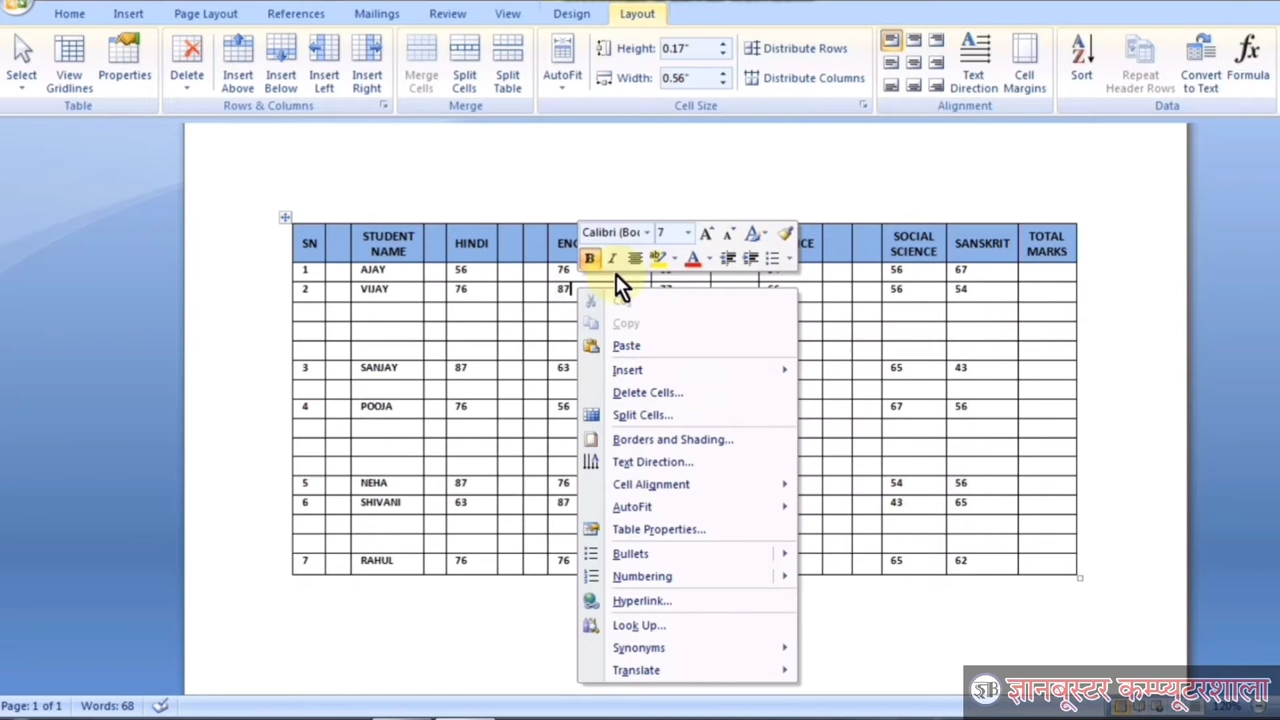 Home Insert Page Layout References Mailings Review View Design Layout
Select
View Gridlines
Properties
Table
Delete
Insert Above
Insert Below
Insert Left
Insert Right
Rows & Columns
Merge Cells
Split Cells
Split Table
Merge
AutoFit
Height: 0.17"
Width: 0.56"
Distribute Rows
Distribute Columns
Cell Size
Text Direction
Cell Margins
Alignment
Sort
Repeat Header Rows
Convert to Text
Formula
Data
SN STUDENT NAME HINDI SOCIAL SCIENCE SANSKRIT TOTAL MARKS
1 AJAY 56 76 56 67
2 VIJAY 76 87 56 54
3 SANJAY 87 63 65 43
4 POOJA 76 56 67 56
5 NEHA 87 76 54 56
6 SHIVANI 63 87 43 65
7 RAHUL 76 76 65 62
7
B I
Copy
Paste
Insert
Delete Cells...
Split Cells...
Borders and Shading...
Text Direction...
Cell Alignment
AutoFit
Table Properties...
Bullets
Numbering
Hyperlink...
Look Up...
Synonyms
Translate
ज्ञानबूस्टर कम्प्यूटरशाला
Page: 1 of 1 Words: 68 120%